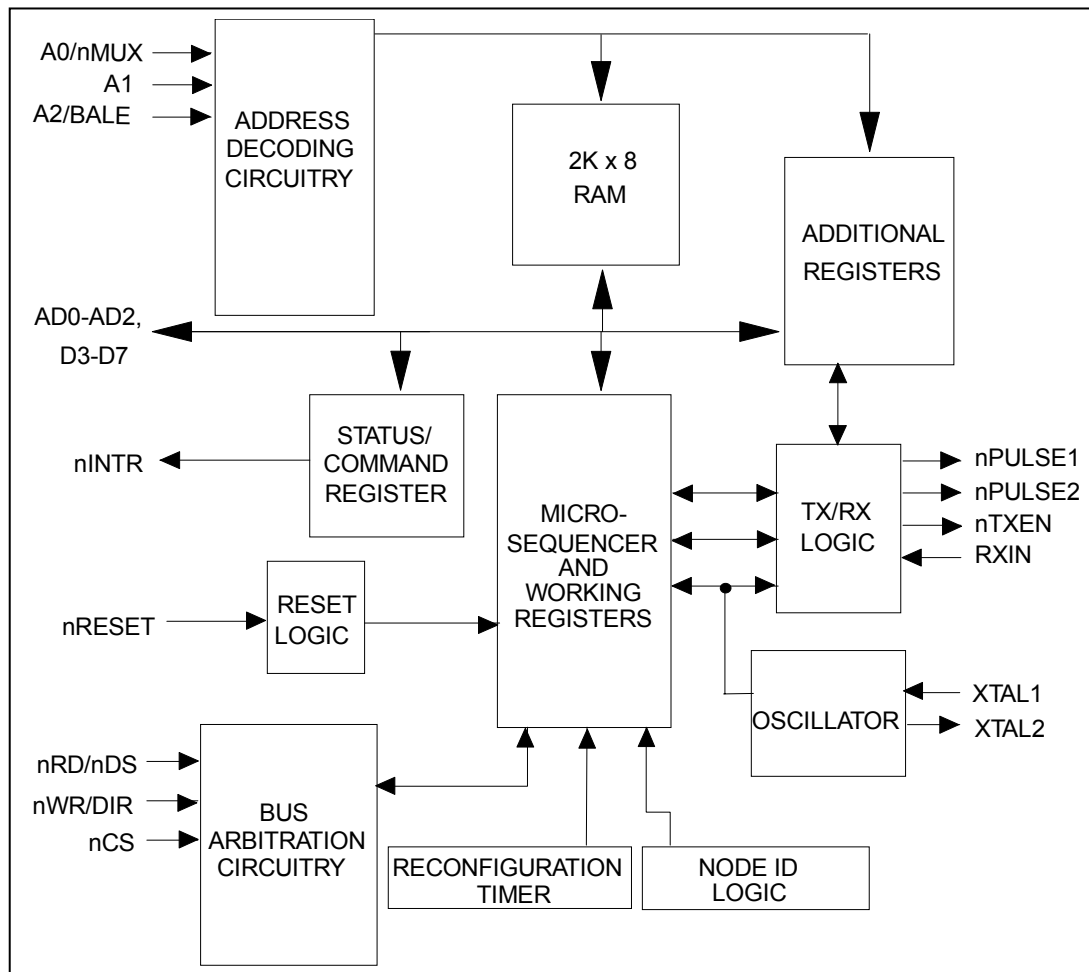 A0/nMUX
A1
A2/BALE
ADDRESS
DECODING
CIRCUITRY
2K x 8
RAM
ADDITIONAL
REGISTERS
AD0-AD2,
D3-D7
nINTR
STATUS/
COMMAND
REGISTER
MICRO-
SEQUENCER
AND
WORKING
REGISTERS
TX/RX
LOGIC
nPULSE1
nPULSE2
nTXEN
RXIN
nRESET
RESET
LOGIC
OSCILLATOR
XTAL1
XTAL2
nRD/nDS
nWR/DIR
nCS
BUS
ARBITRATION
CIRCUITRY
RECONFIGURATION
TIMER
NODE ID
LOGIC